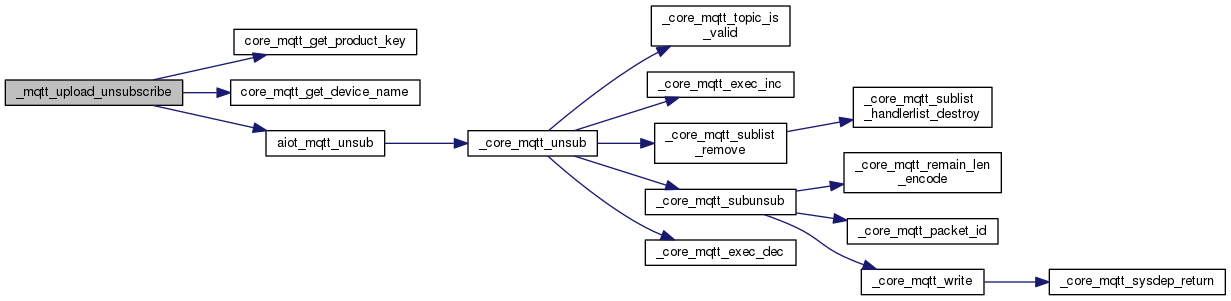 _mqtt_upload_unsubscribe
core_mqtt_get_product_key
core_mqtt_get_device_name
aiot_mqtt_unsub
_core_mqtt_unsub
_core_mqtt_topic_is
_valid
_core_mqtt_exec_inc
_core_mqtt_sublist
_remove
_core_mqtt_subunsub
_core_mqtt_exec_dec
_core_mqtt_sublist
_handlerlist_destroy
_core_mqtt_remain_len
_encode
_core_mqtt_packet_id
_core_mqtt_write
_core_mqtt_sysdep_return